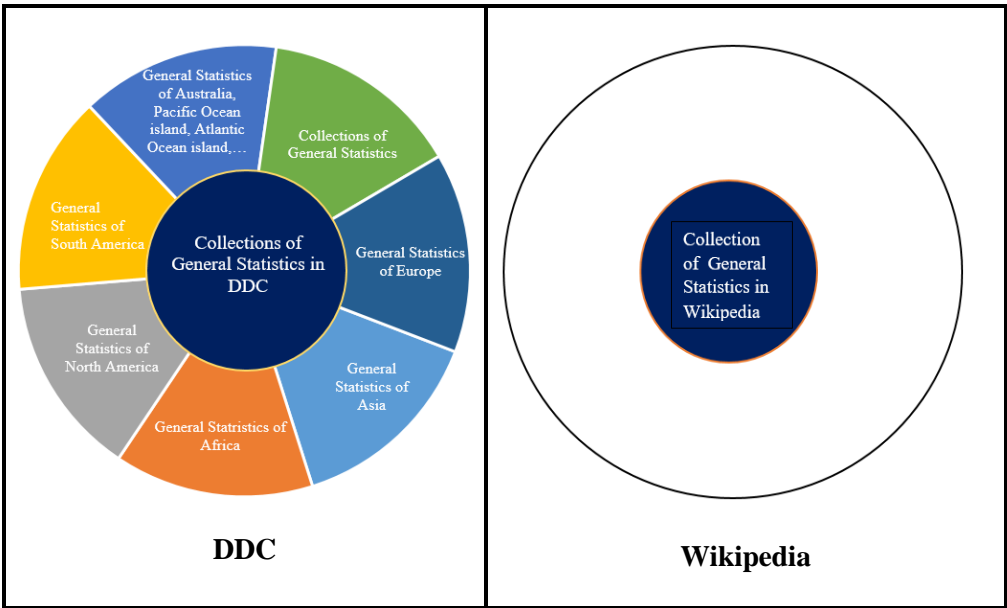 General Statistics
of Australia,
Pacific Ocean
island, Atlantic
Ocean island,...
Collections of
General Statistics
General Statistics
of Europe
General
Statistics of
Asia
General Statristics of
Africa
General
Statistics of
North America
General
Statistics of
South America
Collections of
General Statistics in
DDC
DDC
Collection
of General
Statistics in
Wikipedia
Wikipedia